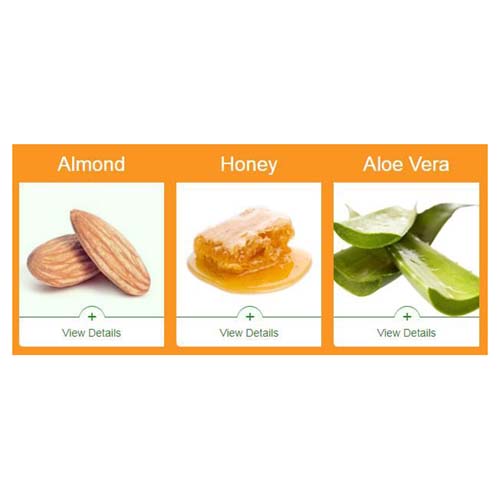 Almond Honey Aloe Vera
+ + +
View Details View Details View Details